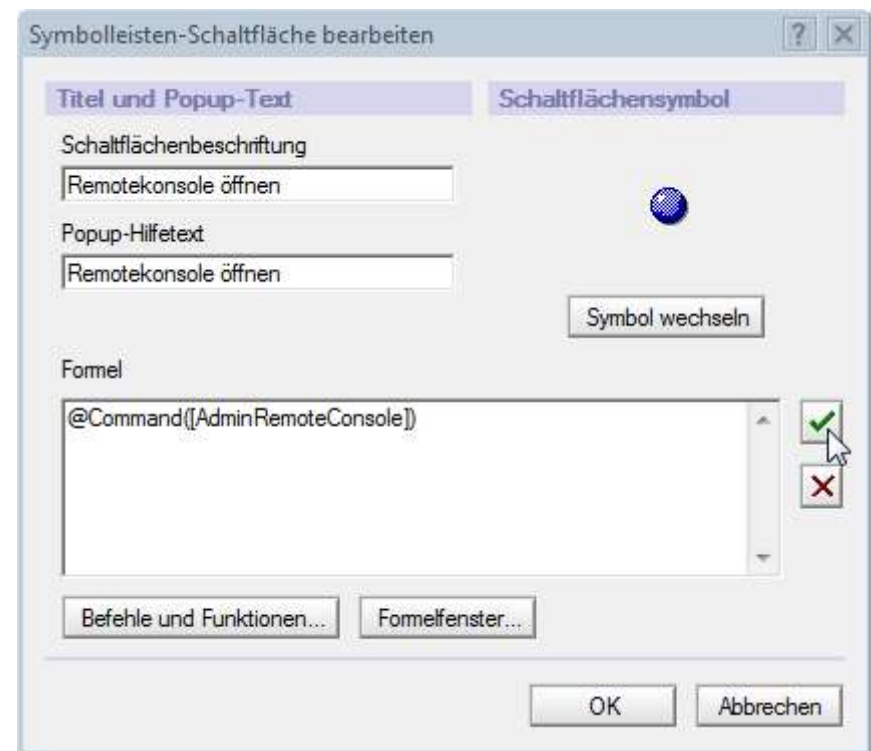 Symbolleisten-Schaltfläche bearbeiten
Titel und Popup-Text
Schaltflächensymbol
Schaltflächenbeschriftung
Remotekonsole öffnen
Popup-Hilfetext
Remotekonsole öffnen
Symbol wechseln
Formel
@Command([AdminRemoteConsole])
Befehle und Funktionen... Formelfenster...
OK Abbrechen